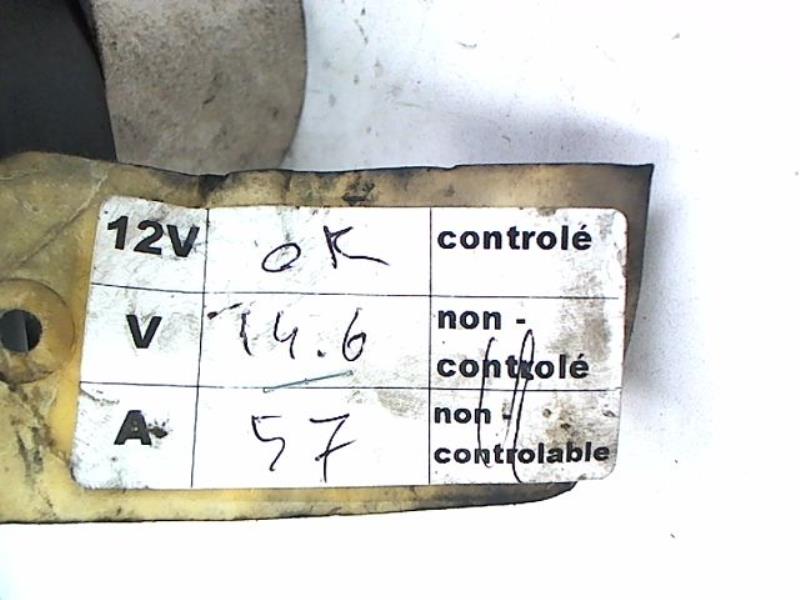 12V OK controlé
V 14.6 non -
controlé
A 57 non -
controlable